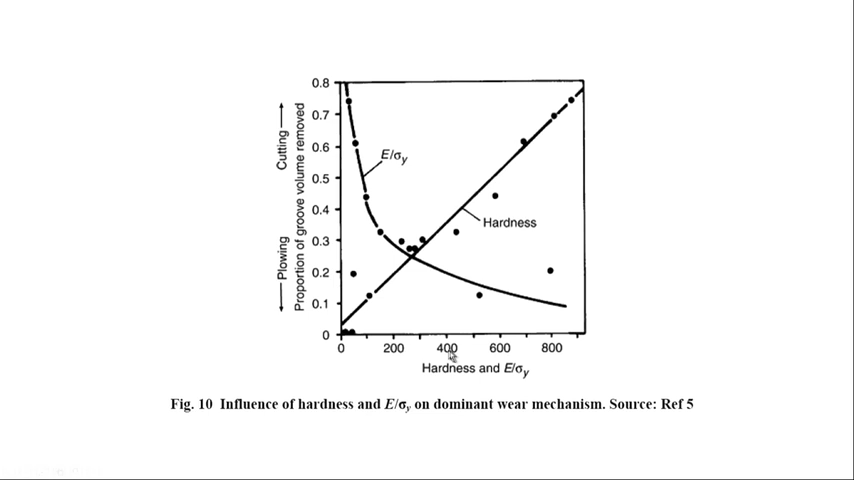 0.8
0.7
0.6
0.5
0.4
0.3
0.2
0.1
0
Cutting
Plowing
Proportion of groove volume removed
E/σy
Hardness
0 200 400 600 800
Hardness and E/σy
Fig. 10 Influence of hardness and E/σy on dominant wear mechanism. Source: Ref 5